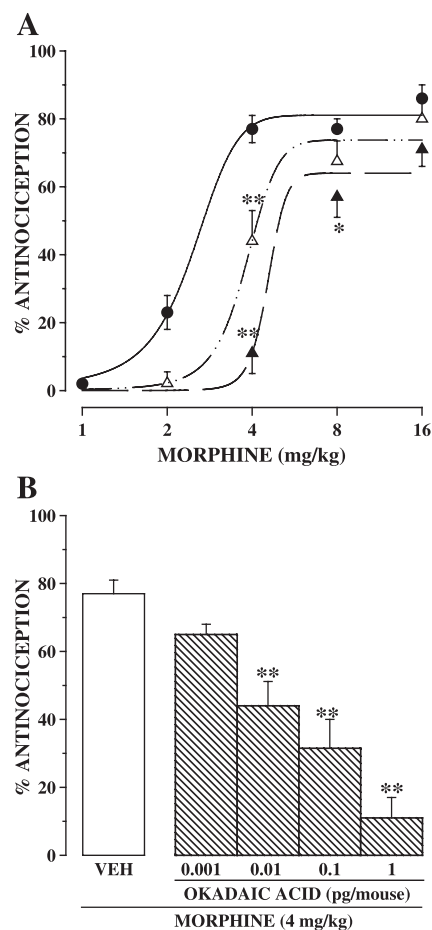 A
100
80
60
40
20
0
% ANTINOCICEPTION
**
**
*
1 2 4 8 16
MORPHINE (mg/kg)
B
100
80
60
40
20
0
% ANTINOCICEPTION
**
**
**
VEH 0.001 0.01 0.1 1
OKADAIC ACID (pg/mouse)
MORPHINE (4 mg/kg)